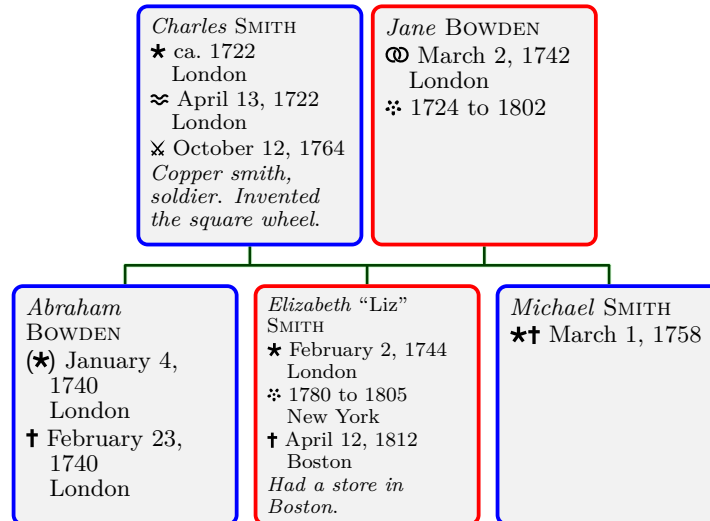 Charles SMITH
* ca. 1722
London
≈ April 13, 1722
London
⚔ October 12, 1764
Copper smith,
soldier. Invented
the square wheel.
Jane BOWDEN
⚭ March 2, 1742
London
⁘ 1724 to 1802
Abraham
BOWDEN
(*) January 4,
1740
London
† February 23,
1740
London
Elizabeth “Liz”
SMITH
* February 2, 1744
London
⁘ 1780 to 1805
New York
† April 12, 1812
Boston
Had a store in
Boston.
Michael SMITH
*† March 1, 1758